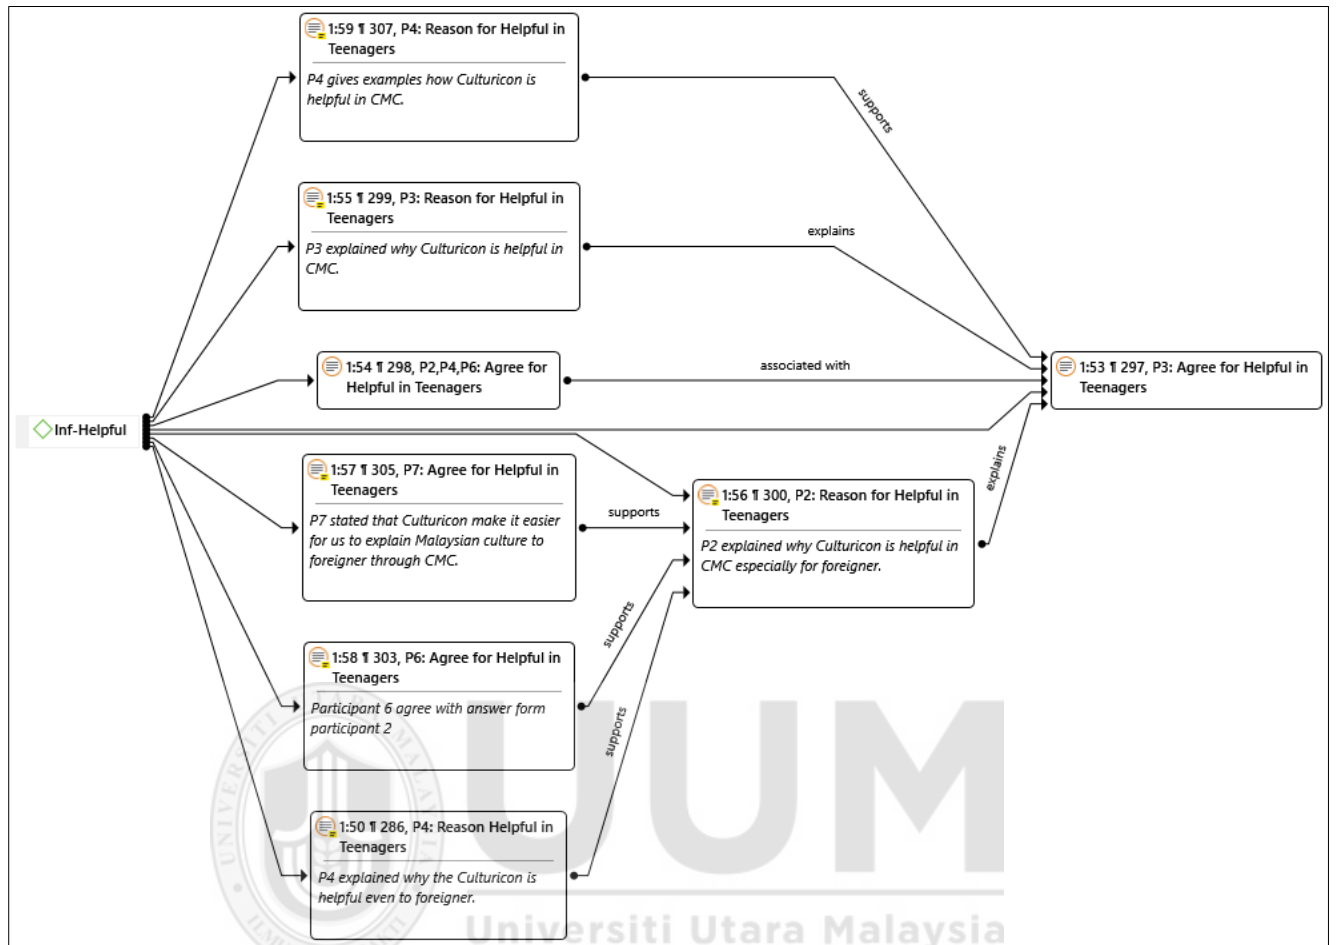 1:59 ¶ 307, P4: Reason for Helpful in
Teenagers
P4 gives examples how Culturicon is
helpful in CMC.
supports
1:55 ¶ 299, P3: Reason for Helpful in
Teenagers
P3 explained why Culturicon is helpful in
CMC.
explains
1:54 ¶ 298, P2,P4,P6: Agree for
Helpful in Teenagers
associated with
1:53 ¶ 297, P3: Agree for Helpful in
Teenagers
Inf-Helpful
1:57 ¶ 305, P7: Agree for Helpful in
Teenagers
P7 stated that Culturicon make it easier
for us to explain Malaysian culture to
foreigner through CMC.
supports
1:56 ¶ 300, P2: Reason for Helpful in
Teenagers
P2 explained why Culturicon is helpful in
CMC especially for foreigner.
explains
1:58 ¶ 303, P6: Agree for Helpful in
Teenagers
Participant 6 agree with answer form
participant 2
supports
1:50 ¶ 286, P4: Reason Helpful in
Teenagers
P4 explained why the Culturicon is
helpful even to foreigner.
supports
UUM
Universiti Utara Malaysia